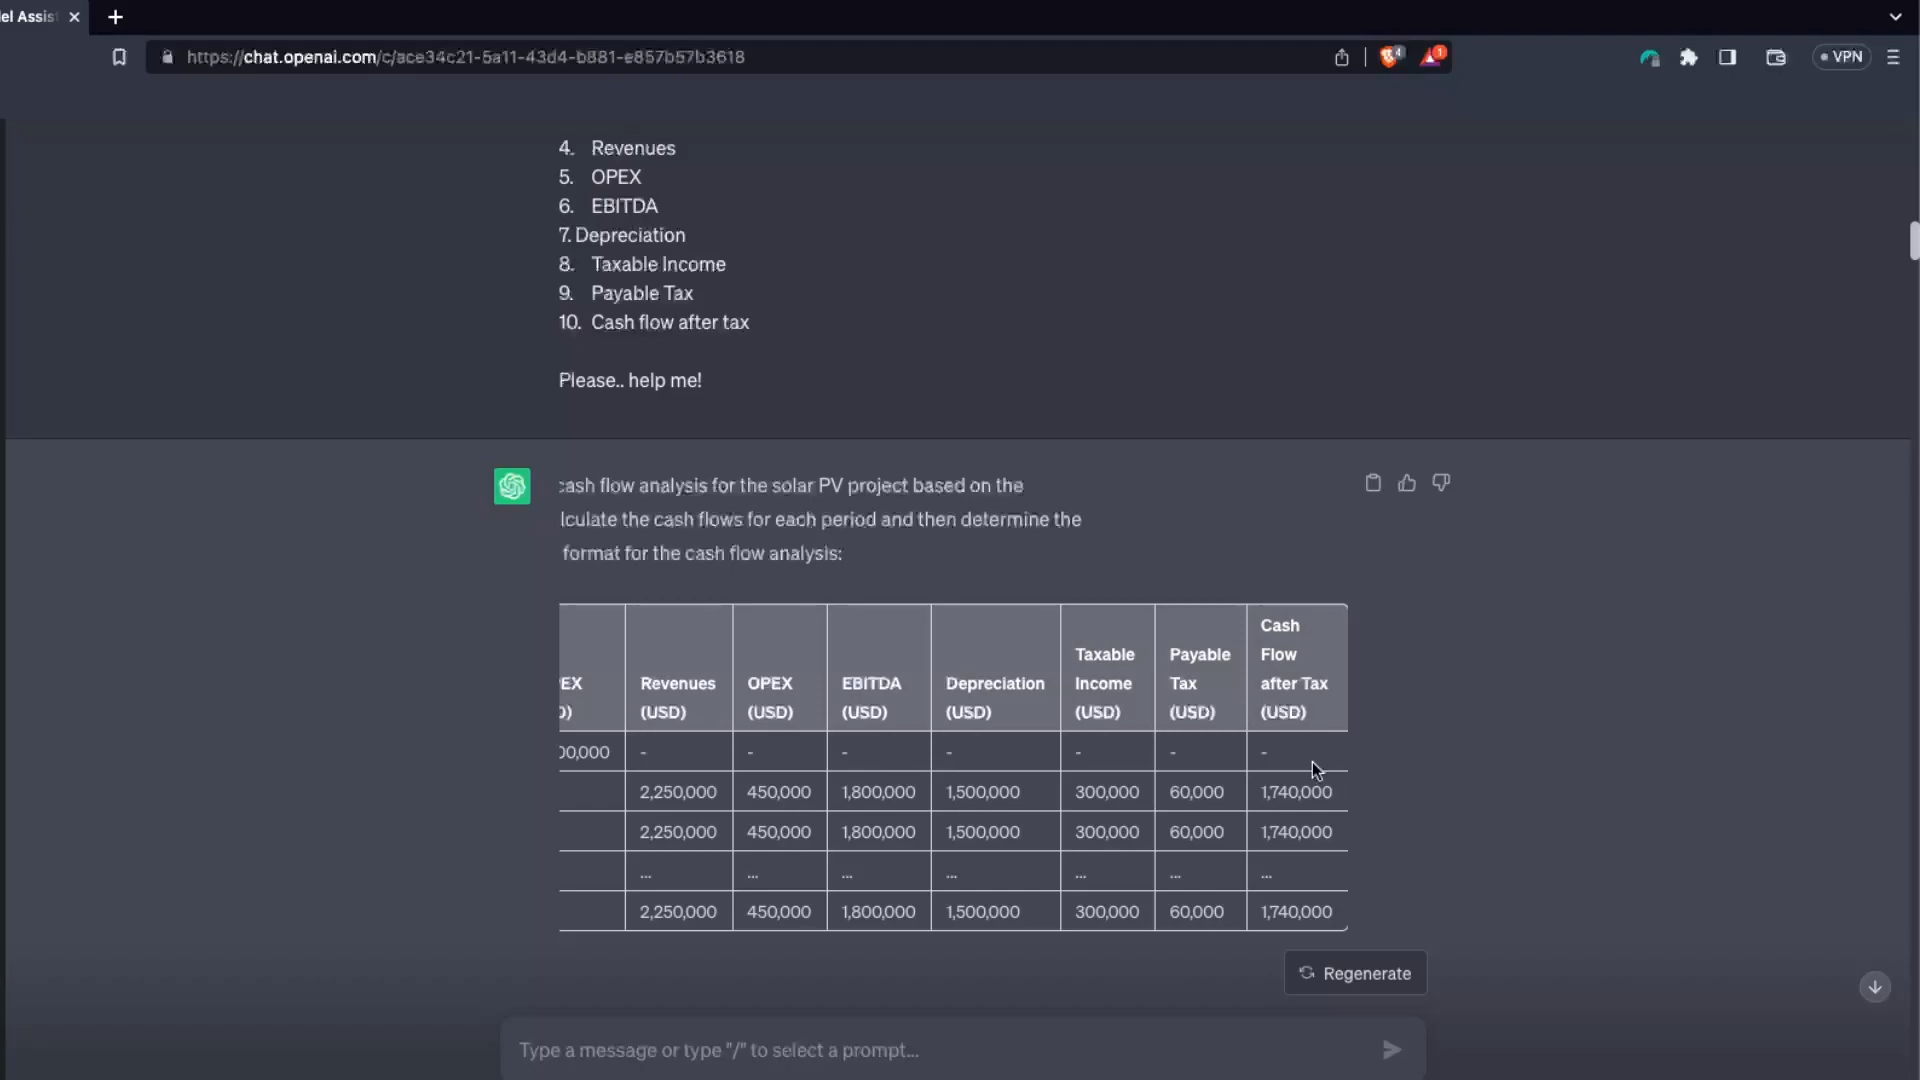 el Assis
https://chat.openai.com/c/ace34c21-5a11-43d4-b881-e857b57b3618
4
1
VPN
4. Revenues
5. OPEX
6. EBITDA
7. Depreciation
8. Taxable Income
9. Payable Tax
10. Cash flow after tax
Please.. help me!
cash flow analysis for the solar PV project based on the
lculate the cash flows for each period and then determine the
format for the cash flow analysis:
EX
D) Revenues (USD) OPEX (USD) EBITDA (USD) Depreciation (USD) Taxable Income (USD) Payable Tax (USD) Cash Flow after Tax (USD)
00,000 - - - - - - -
2,250,000 450,000 1,800,000 1,500,000 300,000 60,000 1,740,000
2,250,000 450,000 1,800,000 1,500,000 300,000 60,000 1,740,000
... ... ... ... ... ... ...
2,250,000 450,000 1,800,000 1,500,000 300,000 60,000 1,740,000
Regenerate
Type a message or type "/" to select a prompt...